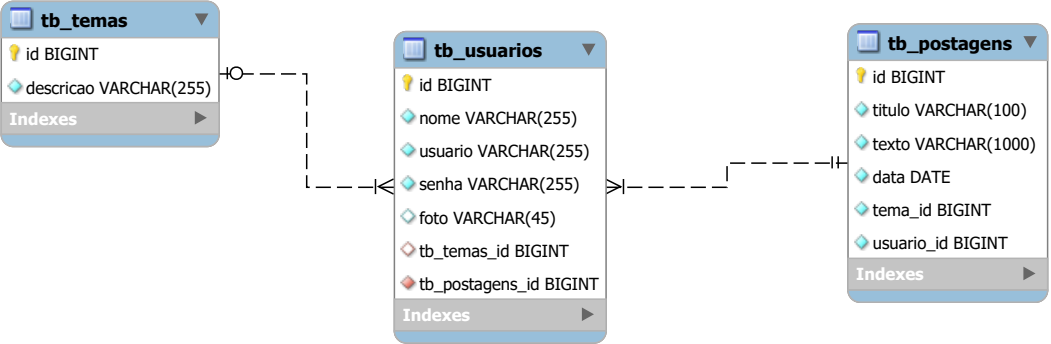 tb_temas
id BIGINT
descricao VARCHAR(255)
Indexes
tb_usuarios
id BIGINT
nome VARCHAR(255)
usuario VARCHAR(255)
senha VARCHAR(255)
foto VARCHAR(45)
tb_temas_id BIGINT
tb_postagens_id BIGINT
Indexes
tb_postagens
id BIGINT
titulo VARCHAR(100)
texto VARCHAR(1000)
data DATE
tema_id BIGINT
usuario_id BIGINT
Indexes